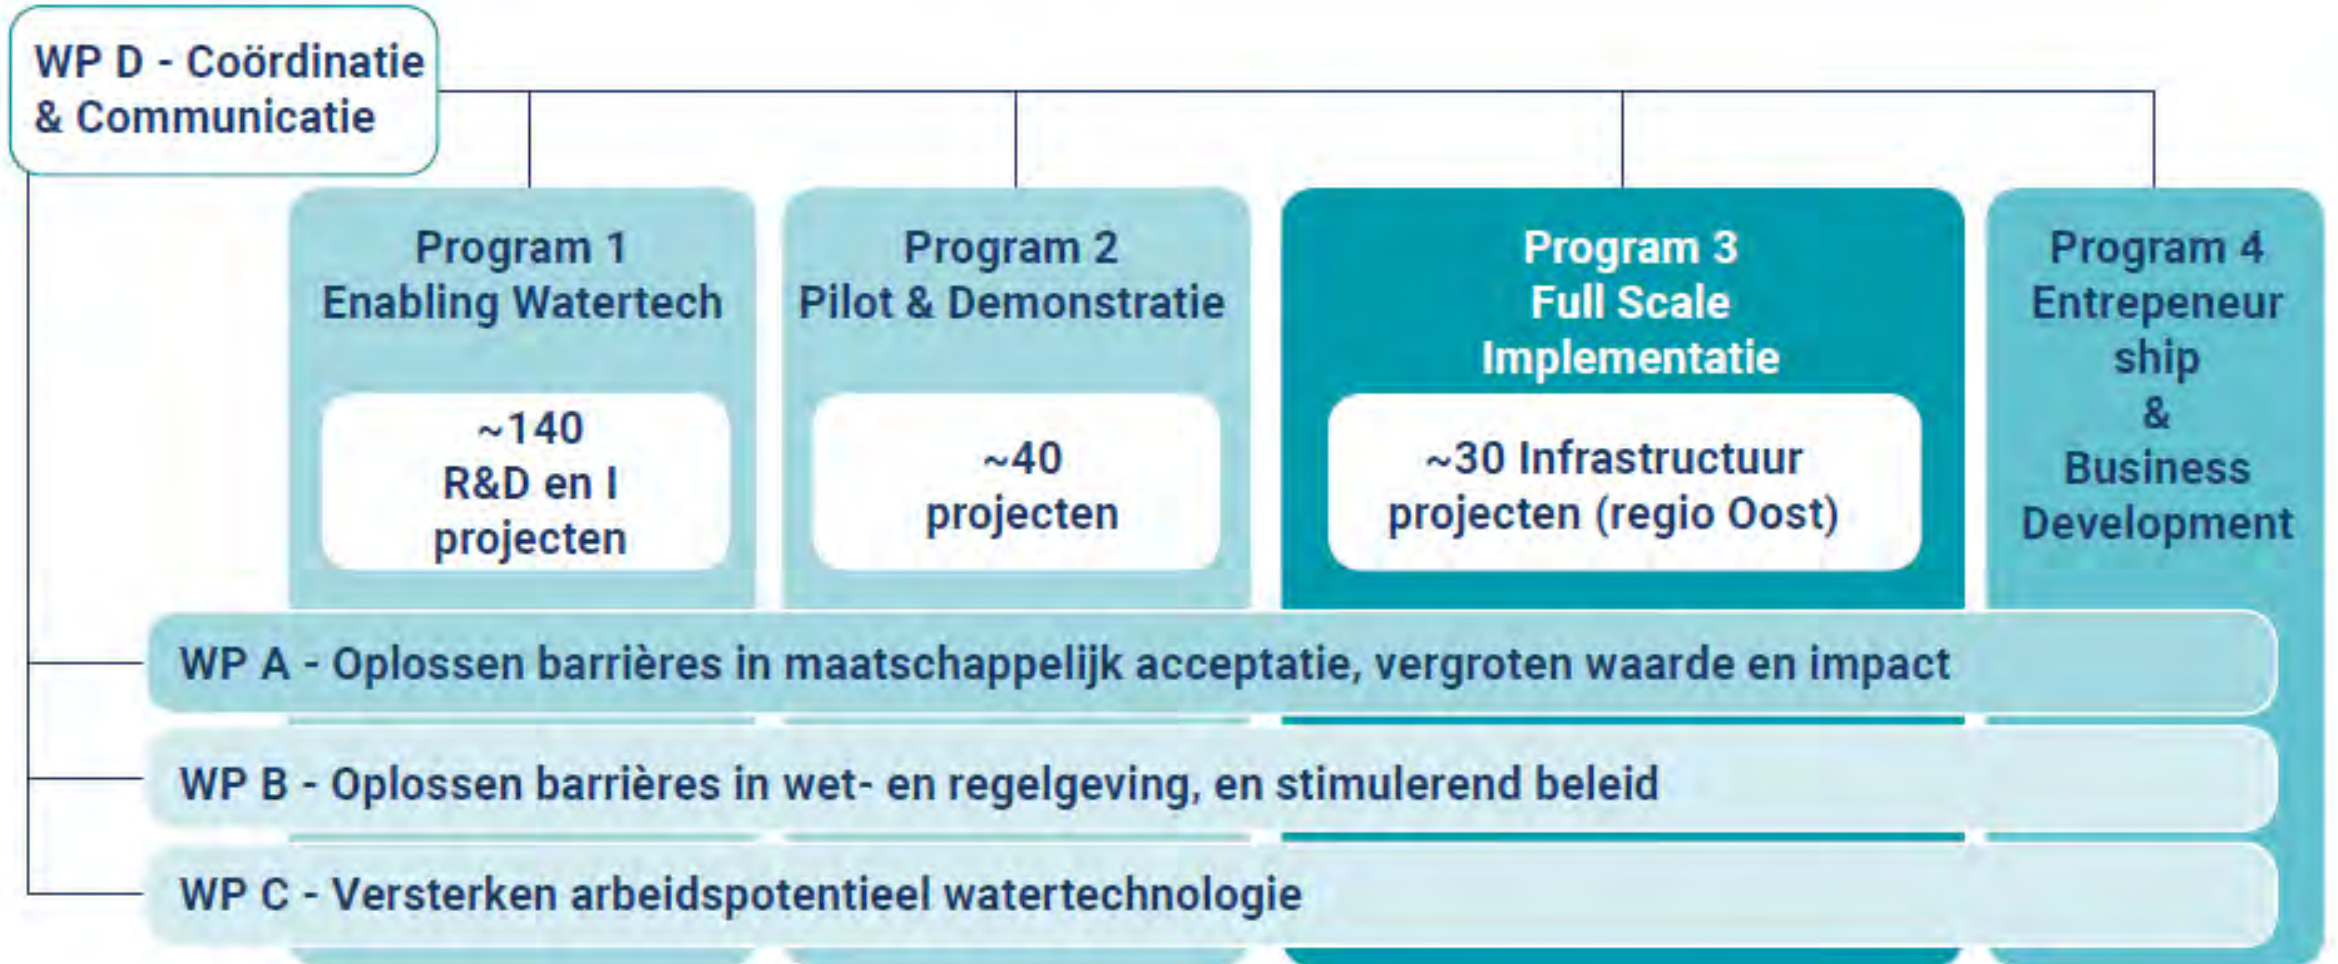 WP D - Coördinatie
& Communicatie
Program 1
Enabling Watertech
~140
R&D en I
projecten
Program 2
Pilot & Demonstratie
~40
projecten
Program 3
Full Scale
Implementatie
~30 Infrastructuur
projecten (regio Oost)
Program 4
Entrepeneur
ship
&
Business
Development
WP A - Oplossen barrières in maatschappelijk acceptatie, vergroten waarde en impact
WP B - Oplossen barrières in wet- en regelgeving, en stimulerend beleid
WP C - Versterken arbeidspotentieel watertechnologie